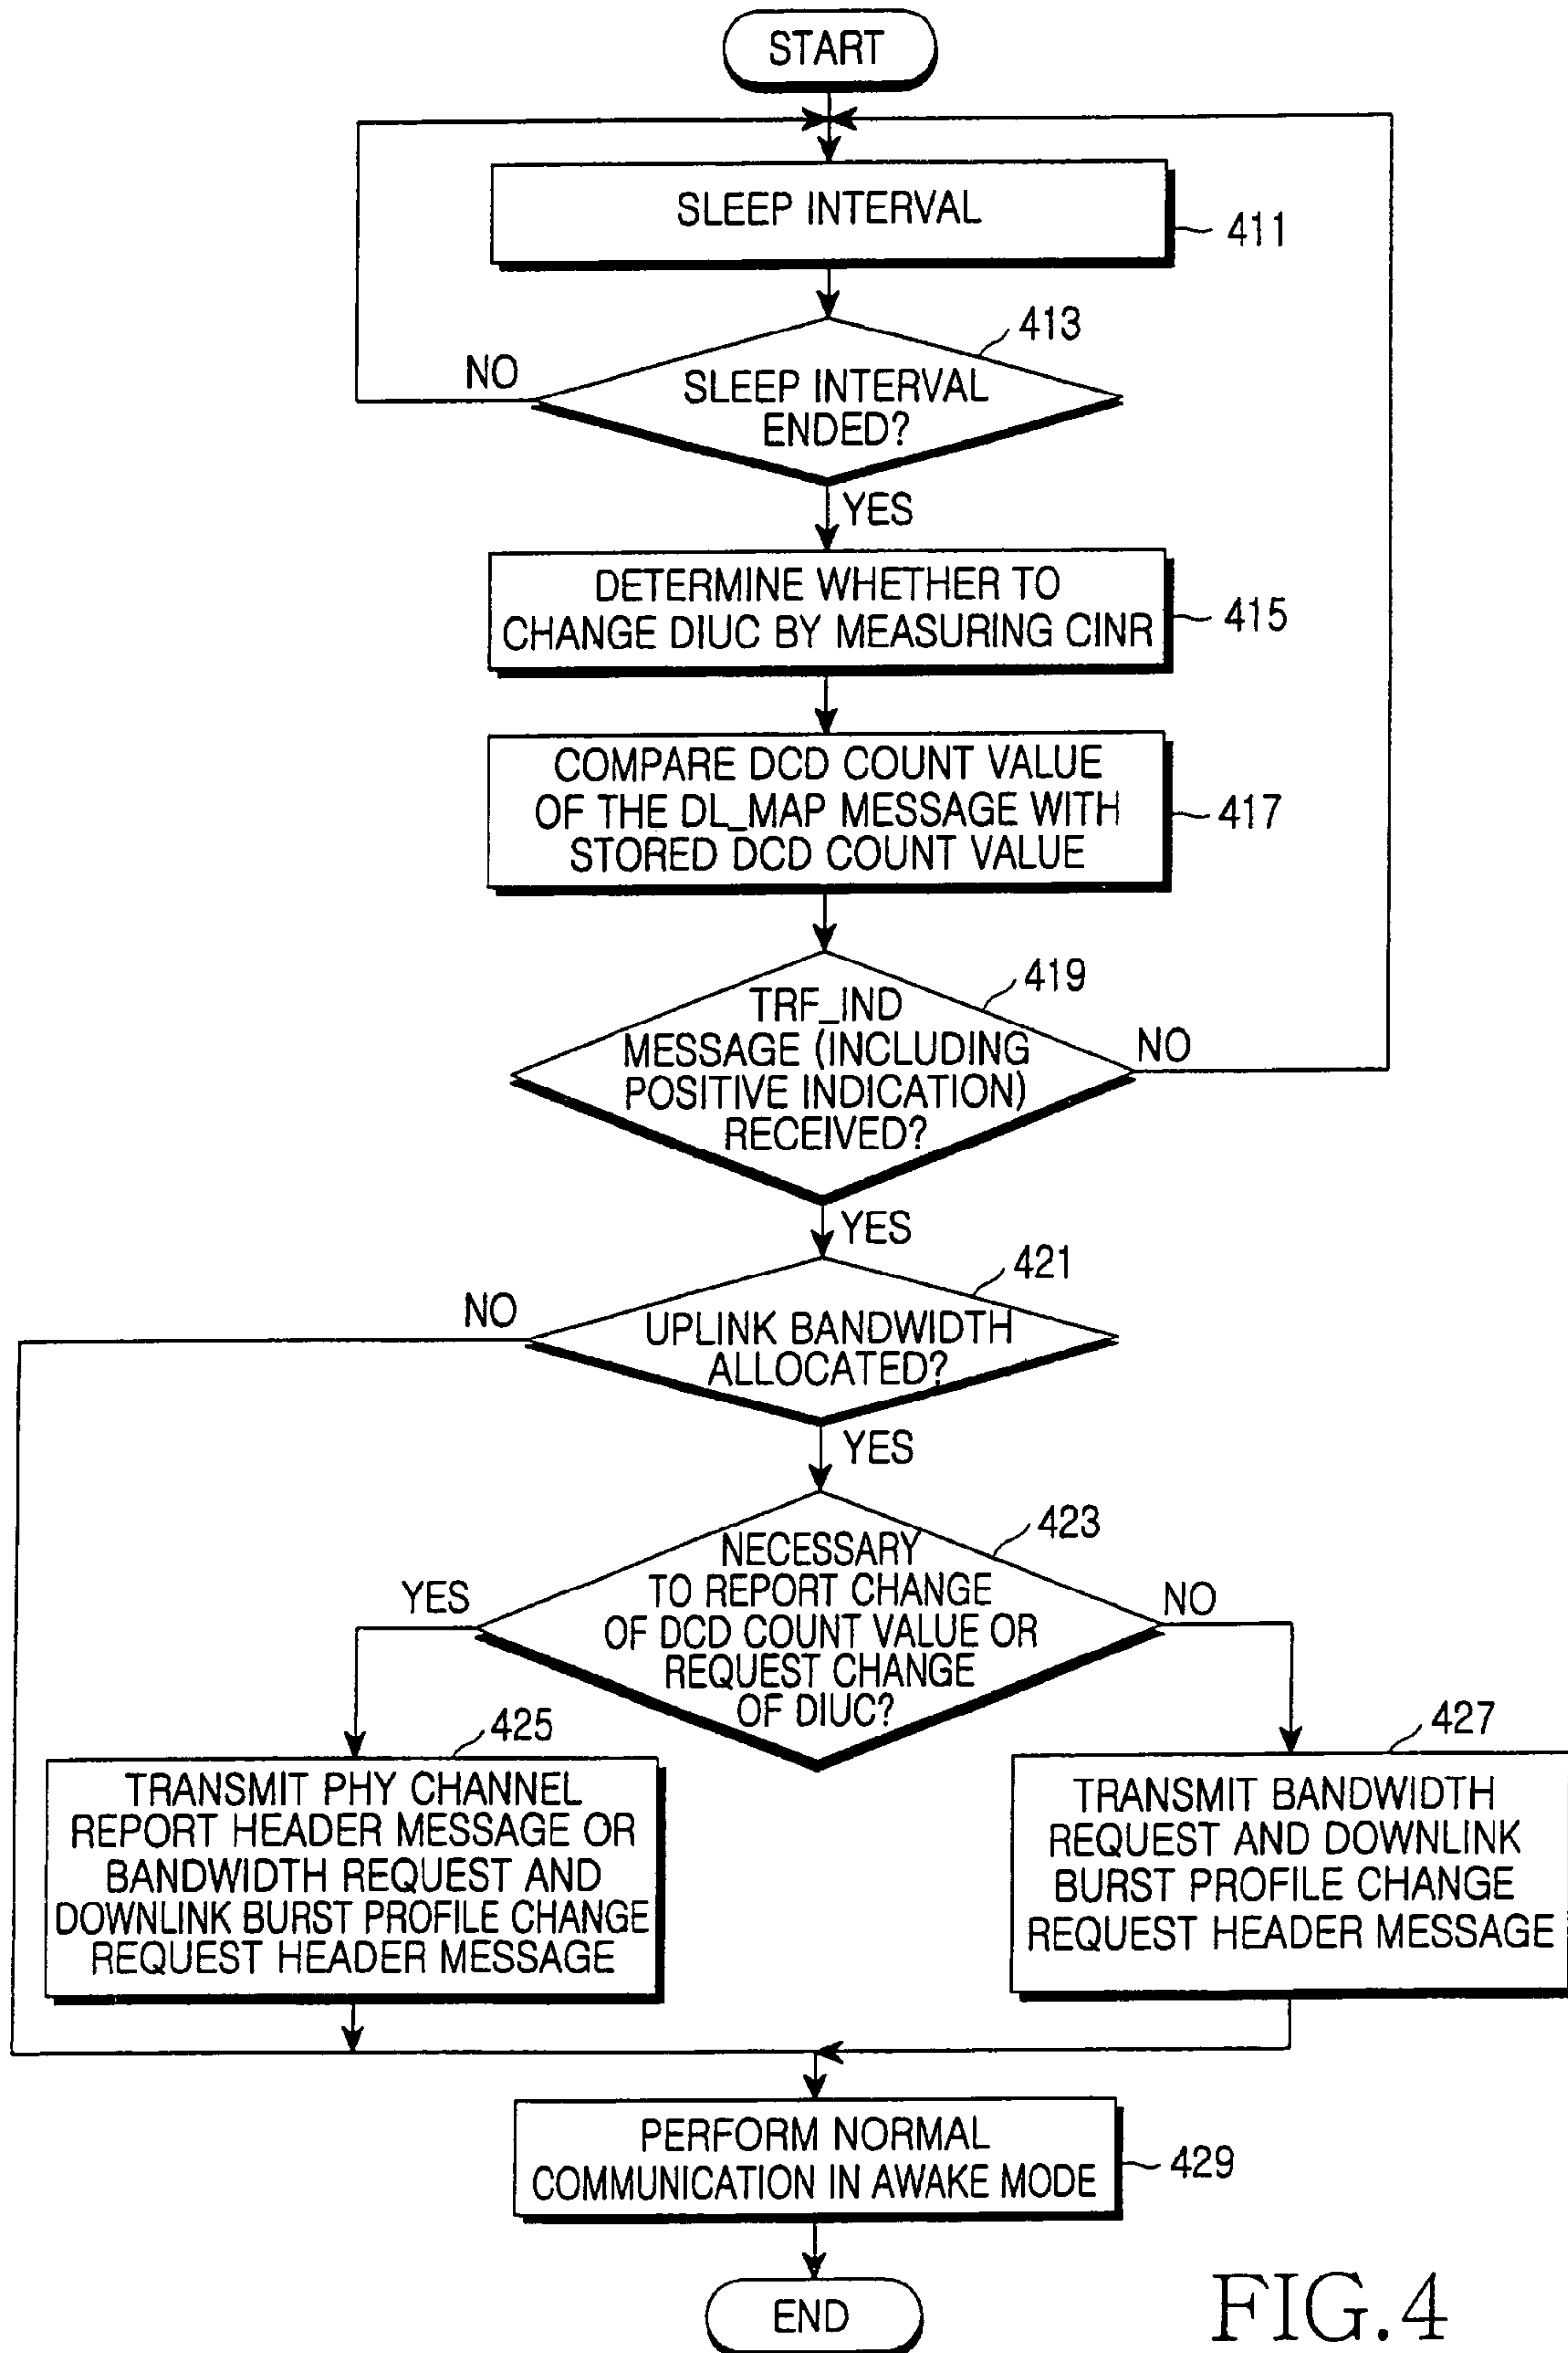 START
SLEEP INTERVAL
411
413
NO
SLEEP INTERVAL
ENDED?
YES
DETERMINE WHETHER TO
CHANGE DIUC BY MEASURING CINR
415
COMPARE DCD COUNT VALUE
OF THE DL_MAP MESSAGE WITH
STORED DCD COUNT VALUE
417
419
TRF_IND
MESSAGE (INCLUDING
POSITIVE INDICATION)
RECEIVED?
NO
YES
421
NO
UPLINK BANDWIDTH
ALLOCATED?
YES
423
NECESSARY
TO REPORT CHANGE
OF DCD COUNT VALUE OR
REQUEST CHANGE
OF DIUC?
YES
NO
425
TRANSMIT PHY CHANNEL
REPORT HEADER MESSAGE OR
BANDWIDTH REQUEST AND
DOWNLINK BURST PROFILE CHANGE
REQUEST HEADER MESSAGE
427
TRANSMIT BANDWIDTH
REQUEST AND DOWNLINK
BURST PROFILE CHANGE
REQUEST HEADER MESSAGE
PERFORM NORMAL
COMMUNICATION IN AWAKE MODE
429
END
FIG.4